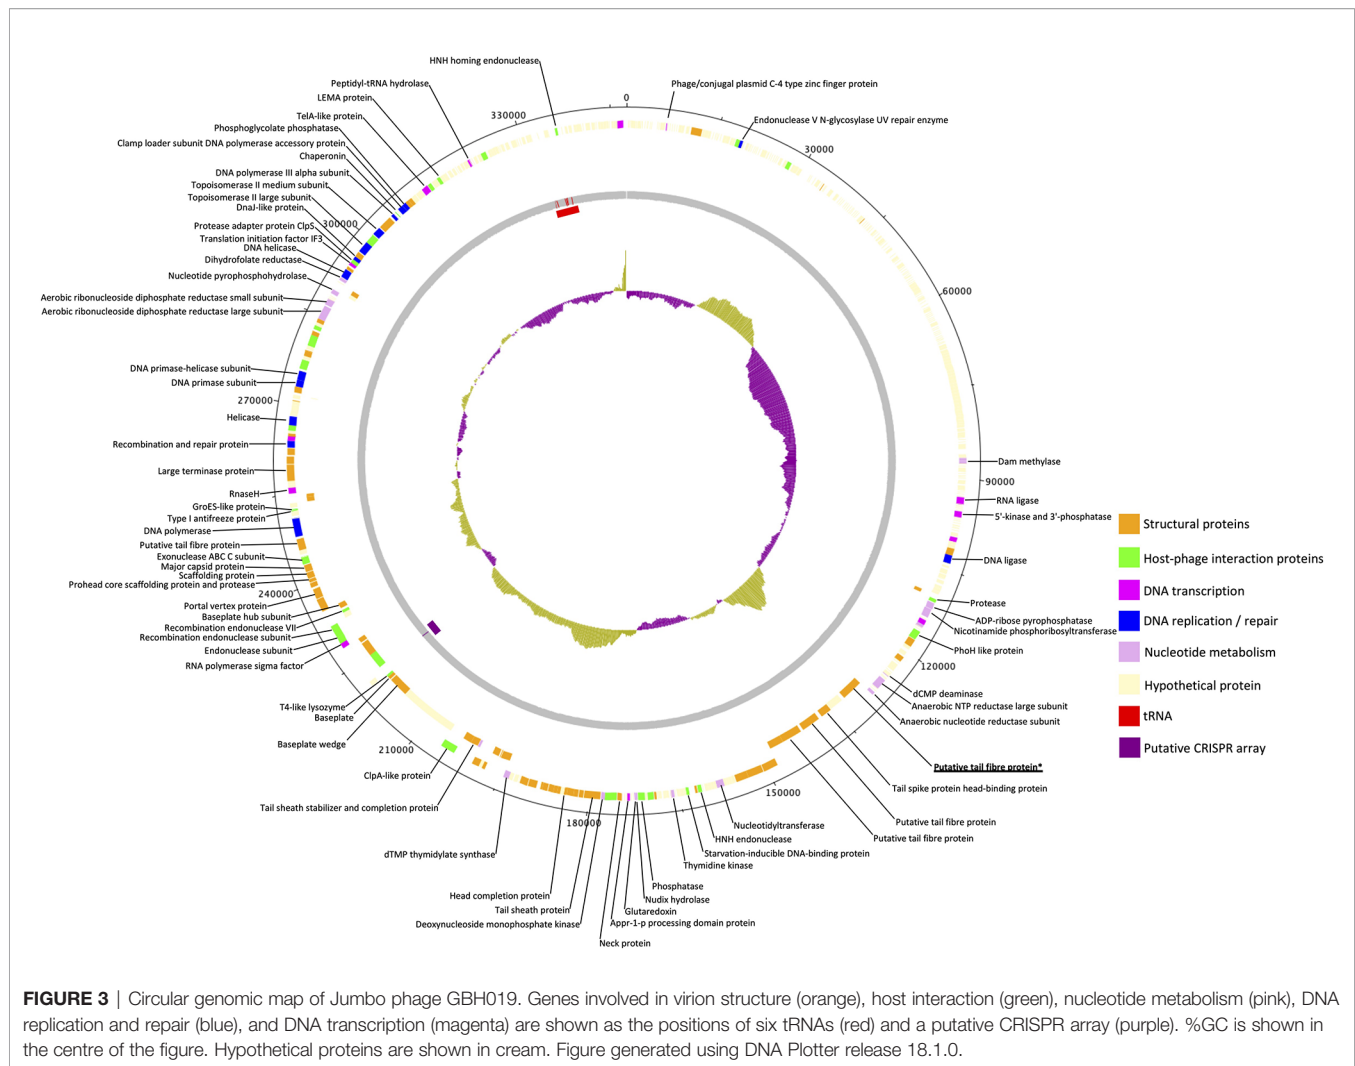 HNH homing endonuclease
Peptidyl-tRNA hydrolase
LEMA protein
TelA-like protein
Phosphoglycolate phosphatase
Clamp loader subunit DNA polymerase accessory protein
Chaperonin
DNA polymerase III alpha subunit
Topoisomerase II medium subunit
Topoisomerase II large subunit
DnaJ-like protein
Protease adapter protein ClpS
Translation initiation factor IF3
DNA helicase
Dihydrofolate reductase
Nucleotide pyrophosphohydrolase
Aerobic ribonucleoside diphosphate reductase small subunit
Aerobic ribonucleoside diphosphate reductase large subunit
DNA primase-helicase subunit
DNA primase subunit
Helicase
Recombination and repair protein
Large terminase protein
RnaseH
GroES-like protein
Type I antifreeze protein
DNA polymerase
Putative tail fibre protein
Exonuclease ABC C subunit
Major capsid protein
Scaffolding protein
Prohead core scaffolding protein and protease
Portal vertex protein
Baseplate hub subunit
Recombination endonuclease VII
Recombination endonuclease subunit
Endonuclease subunit
RNA polymerase sigma factor
T4-like lysozyme
Baseplate
Baseplate wedge
ClpA-like protein
Tail sheath stabilizer and completion protein
dTMP thymidylate synthase
Head completion protein
Tail sheath protein
Deoxynucleoside monophosphate kinase
Neck protein
Appr-1-p processing domain protein
Glutaredoxin
Nudix hydrolase
Phosphatase
Thymidine kinase
Starvation-inducible DNA-binding protein
HNH endonuclease
Nucleotidyltransferase
Putative tail fibre protein
Putative tail fibre protein
Tail spike protein head-binding protein
Putative tail fibre protein*
Anaerobic nucleotide reductase subunit
Anaerobic NTP reductase large subunit
dCMP deaminase
PhoH like protein
Nicotinamide phosphoribosyltransferase
ADP-ribose pyrophosphatase
Protease
DNA ligase
5'-kinase and 3'-phosphatase
RNA ligase
Dam methylase
Endonuclease V N-glycosylase UV repair enzyme
Phage/conjugal plasmid C-4 type zinc finger protein
0
30000
60000
90000
120000
150000
180000
210000
240000
270000
300000
330000
Structural proteins
Host-phage interaction proteins
DNA transcription
DNA replication / repair
Nucleotide metabolism
Hypothetical protein
tRNA
Putative CRISPR array
FIGURE 3 | Circular genomic map of Jumbo phage GBH019. Genes involved in virion structure (orange), host interaction (green), nucleotide metabolism (pink), DNA
replication and repair (blue), and DNA transcription (magenta) are shown as the positions of six tRNAs (red) and a putative CRISPR array (purple). %GC is shown in
the centre of the figure. Hypothetical proteins are shown in cream. Figure generated using DNA Plotter release 18.1.0.